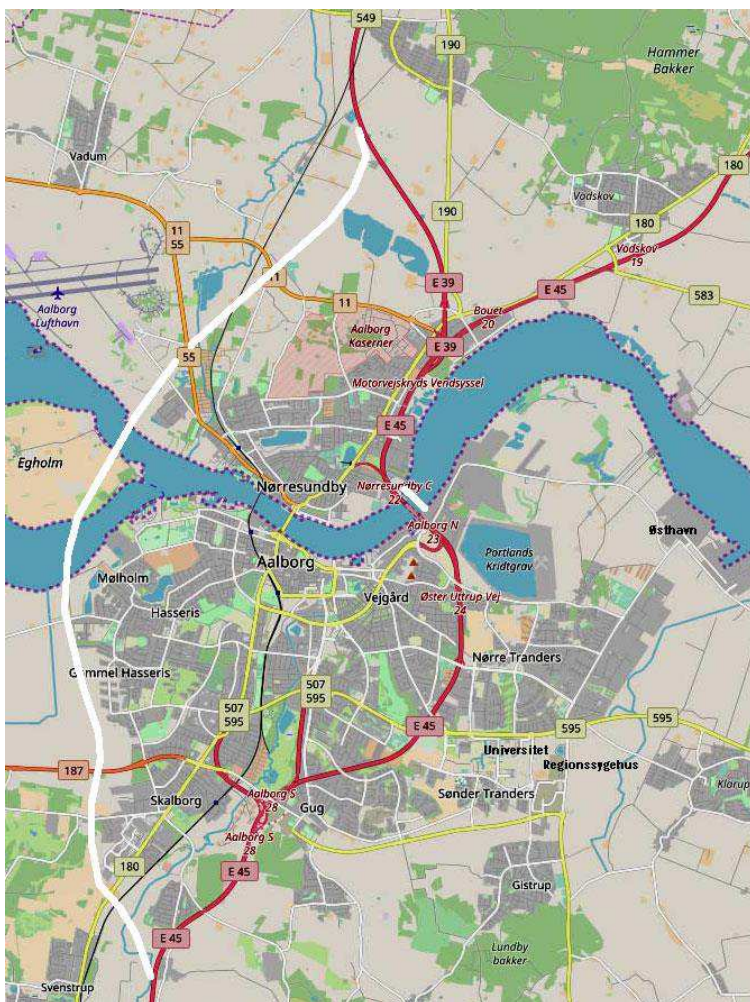 549
190
Hammer
Bakker
Vadum
180
Vodskov
190
180
11
55
Vodskov
19
11
E 39
E 45
583
11
Aalborg
Lufthavn
Bouet
20
Aalborg
Kaserner
E 39
55
Motorvejskryds Vendsyssel
E 45
Egholm
Nørresundby
Nørresundby C
22
Aalborg N
23
Østhavn
Aalborg
Portlands
Kridtgrav
Mølholm
Vejgård
Øster Uttrup Vej
24
Hasseris
Nørre Tranders
Gammel Hasseris
507
595
507
595
E 45
595
595
Universitet
Regionssygehus
187
Klarup
Skalborg
Aalborg S
28
Gug
Sønder Tranders
Aalborg S
28
180
E 45
Gistrup
E 45
Lundby
bakker
Svenstrup